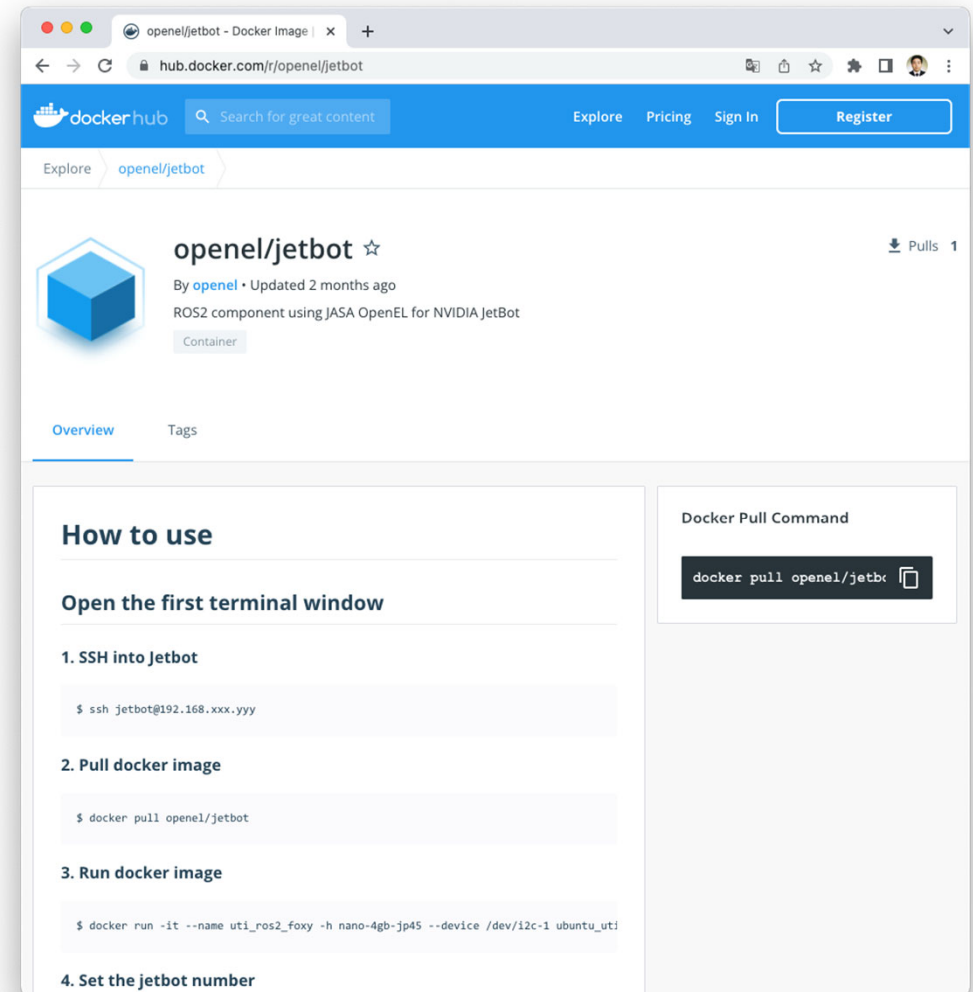 openel/jetbot - Docker Image |
hub.docker.com/r/openel/jetbot
dockerhub
Search for great content
Explore
Pricing
Sign In
Register
Explore
openel/jetbot
openel/jetbot
Pulls 1
By openel • Updated 2 months ago
ROS2 component using JASA OpenEL for NVIDIA JetBot
Container
Overview
Tags
How to use
Open the first terminal window
1. SSH into Jetbot
$ ssh jetbot@192.168.xxx.yyy
2. Pull docker image
$ docker pull openel/jetbot
3. Run docker image
$ docker run -it --name uti_ros2_foxy -h nano-4gb-jp45 --device /dev/i2c-1 ubuntu_uti
4. Set the jetbot number
Docker Pull Command
docker pull openel/jetbo